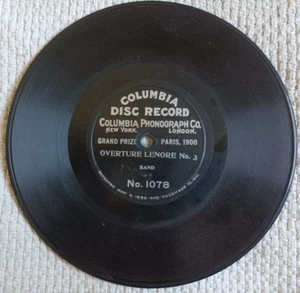 COLUMBIA
DISC RECORD
COLUMBIA PHONOGRAPH CO.
NEW YORK. LONDON.
GRAND PRIZE PARIS, 1900
OVERTURE LENORE No. 3
BAND
No. 1078